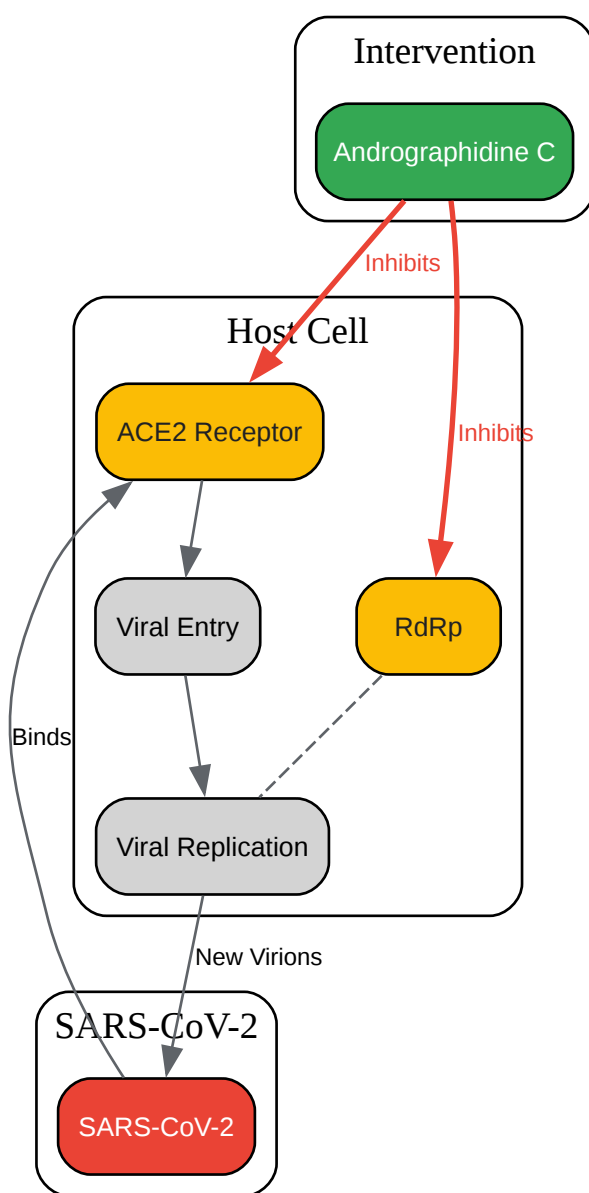 Intervention
Andrographidine C
Inhibits
Host Cell
ACE2 Receptor
Inhibits
Viral Entry
RdRp
Binds
Viral Replication
New Virions
SARS-CoV-2
SARS-CoV-2